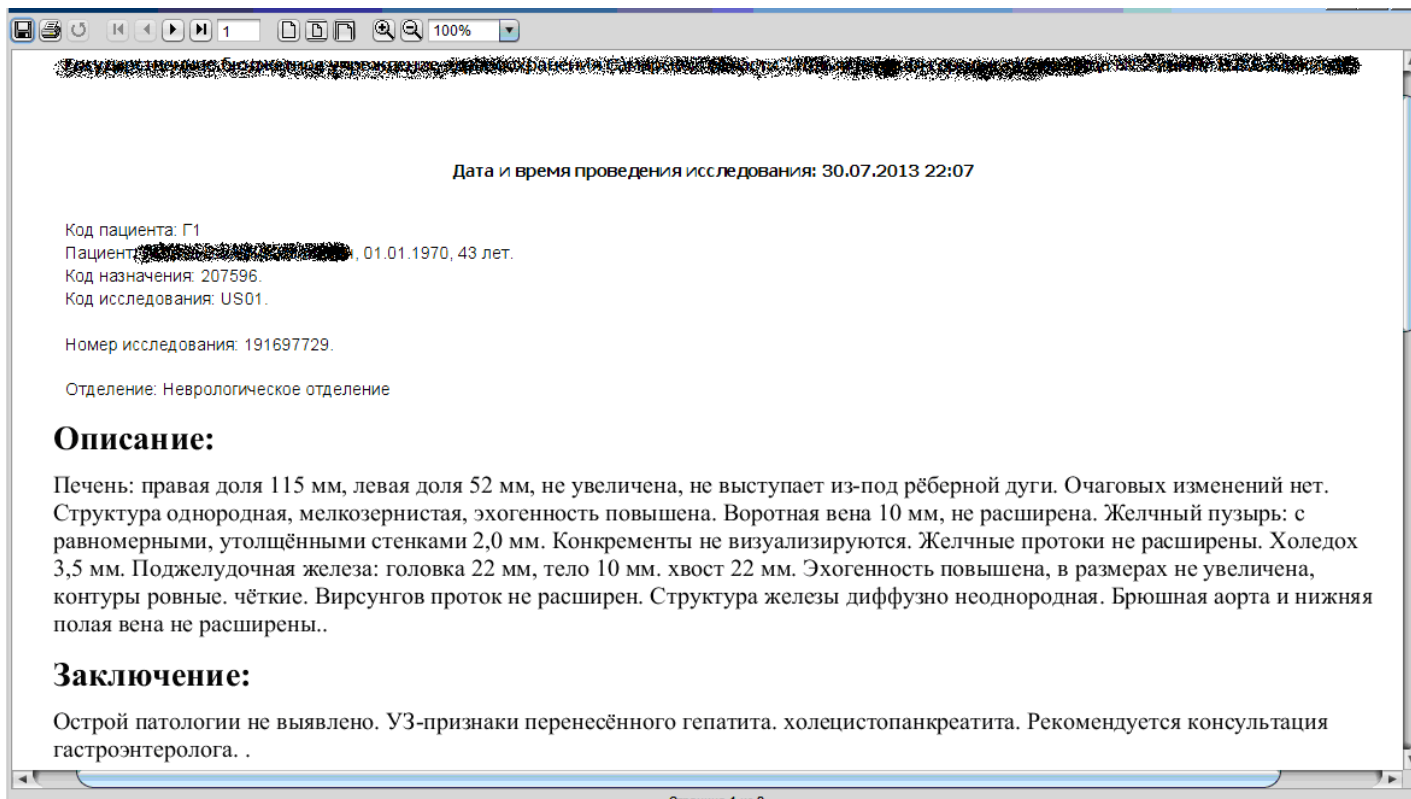 1
100%
Дата и время проведения исследования: 30.07.2013 22:07
Код пациента: Г1
Пациент: , 01.01.1970, 43 лет.
Код назначения: 207596.
Код исследования: US01.
Номер исследования: 191697729.
Отделение: Неврологическое отделение
Описание:
Печень: правая доля 115 мм, левая доля 52 мм, не увеличена, не выступает из-под рёберной дуги. Очаговых изменений нет.
Структура однородная, мелкозернистая, эхогенность повышена. Воротная вена 10 мм, не расширена. Желчный пузырь: с
равномерными, утолщёнными стенками 2,0 мм. Конкременты не визуализируются. Желчные протоки не расширены. Холедох
3,5 мм. Поджелудочная железа: головка 22 мм, тело 10 мм. хвост 22 мм. Эхогенность повышена, в размерах не увеличена,
контуры ровные. чёткие. Вирсунгов проток не расширен. Структура железы диффузно неоднородная. Брюшная аорта и нижняя
полая вена не расширены..
Заключение:
Острой патологии не выявлено. УЗ-признаки перенесённого гепатита. холецистопанкреатита. Рекомендуется консультация
гастроэнтеролога. .